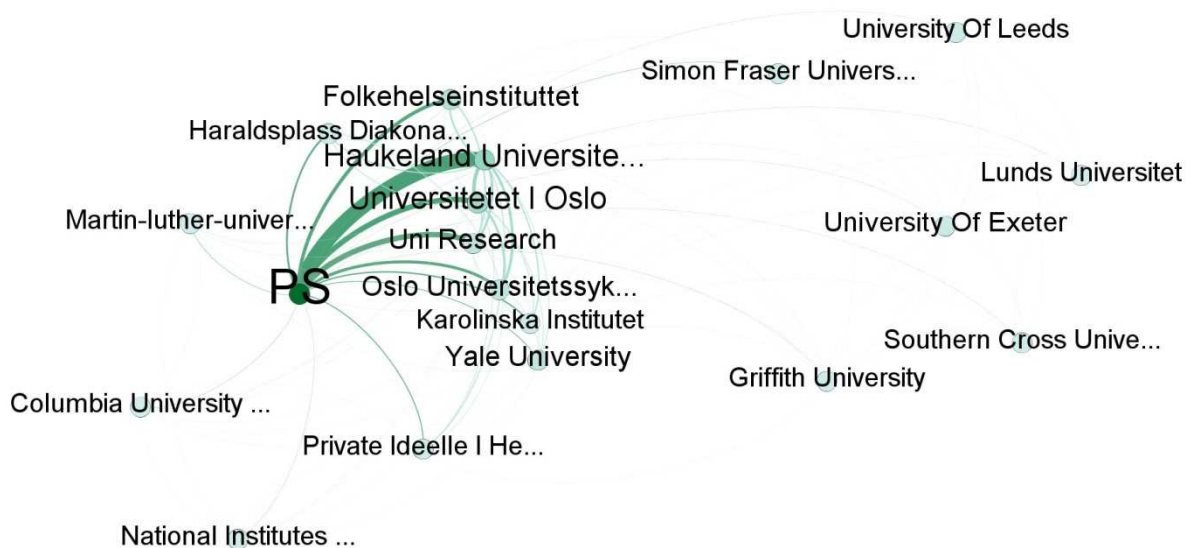 University Of Leeds
Simon Fraser Univers...
Folkehelseinstituttet
Haraldsplass Diakona...
Haukeland Universite...
Lunds Universitet
Universitetet I Oslo
Martin-luther-univer...
University Of Exeter
Uni Research
PS
Oslo Universitetssyk...
Karolinska Institutet
Southern Cross Unive...
Yale University
Griffith University
Columbia University ...
Private Ideelle I He...
National Institutes ...